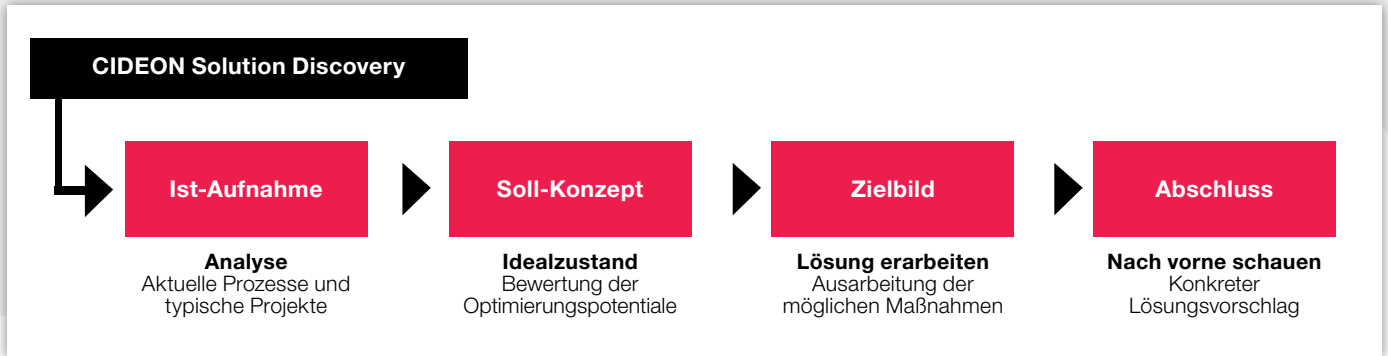 CIDEON Solution Discovery
Ist-Aufnahme
Analyse
Aktuelle Prozesse und
typische Projekte
Soll-Konzept
Idealzustand
Bewertung der
Optimierungspotentiale
Zielbild
Lösung erarbeiten
Ausarbeitung der
möglichen Maßnahmen
Abschluss
Nach vorne schauen
Konkreter
Lösungsvorschlag